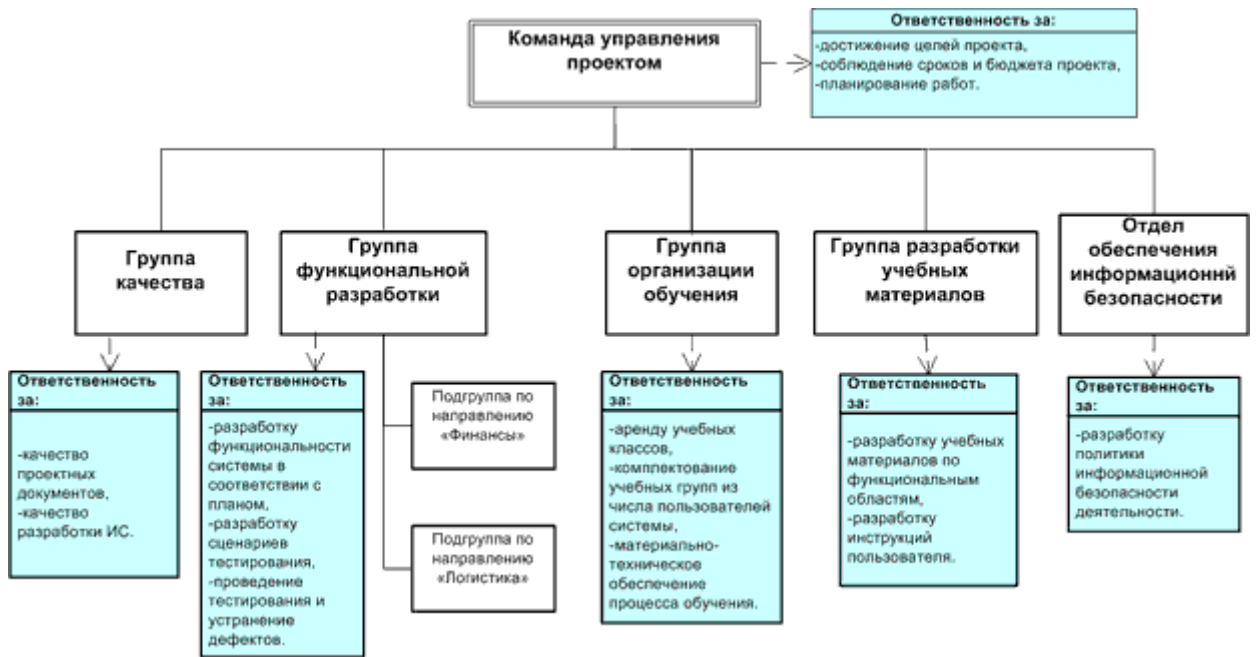 Команда управления
проектом
Ответственность за:
-достижение целей проекта,
-соблюдение сроков и бюджета проекта,
-планирование работ.
Группа
качества
Группа
функциональной
разработки
Группа
организации
обучения
Группа разработки
учебных
материалов
Отдел
обеспечения
информационнй
безопасности
Ответственность
за:
-качество
проектных
документов,
-качество
разработки ИС.
Ответственность
за:
-разработку
функциональности
системы в
соответствии с
планом,
-разработку
сценариев
тестирования,
-проведение
тестирования и
устранение
дефектов.
Подгруппа по
направлению
«Финансы»
Подгруппа по
направлению
«Логистика»
Ответственность
за:
-аренду учебных
классов,
-комплектование
учебных групп из
числа пользователей
системы,
-материально-
техническое
обеспечение
процесса обучения.
Ответственность
за:
-разработку учебных
материалов по
функциональным
областям,
-разработку
инструкций
пользователя.
Ответственность
за:
-разработку
политики
информационной
безопасности
деятельности.